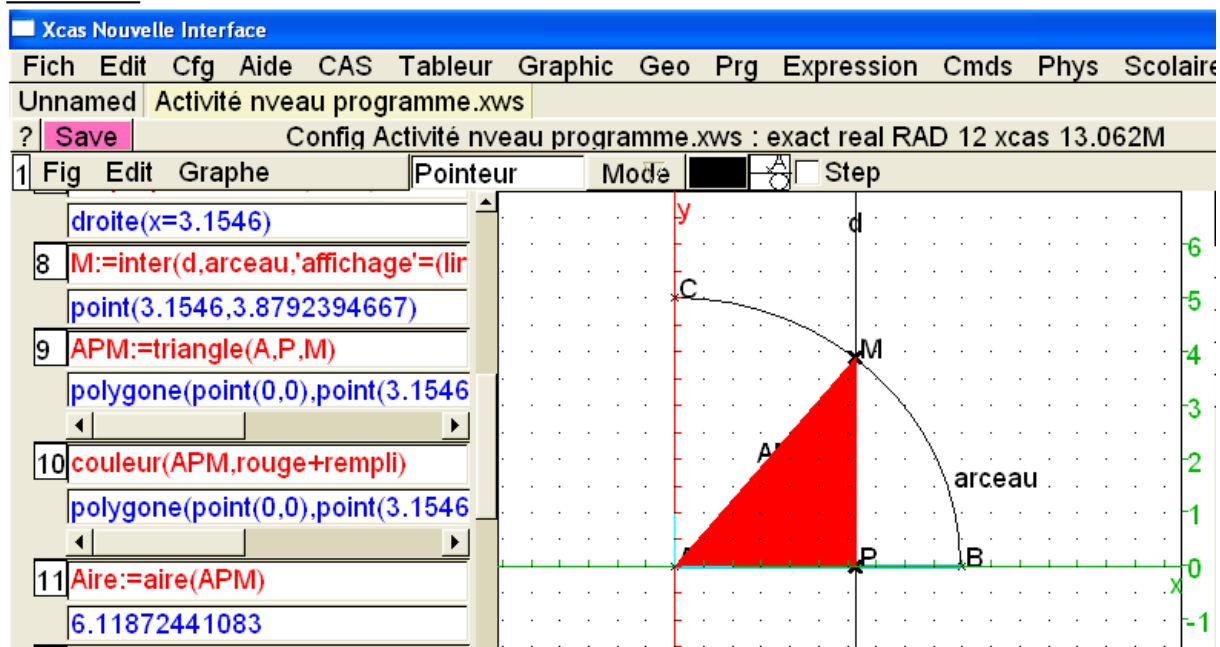 Xcas Nouvelle Interface
Fich Edit Cfg Aide CAS Tableur Graphic Geo Prg Expression Cmds Phys Scolaire
Unnamed Activité nveau programme.xws
? Save Config Activité nveau programme.xws : exact real RAD 12 xcas 13.062M
1 Fig Edit Graphe Pointeur Mode Step
droite(x=3.1546)
8 M:=inter(d,arceau,'affichage'=(lin
point(3.1546,3.8792394667)
9 APM:=triangle(A,P,M)
polygone(point(0,0),point(3.1546
10 couleur(APM,rouge+rempli)
polygone(point(0,0),point(3.1546
11 Aire:=aire(APM)
6.11872441083
y
d
6
C
5
M
4
3
2
arceau
1
P
B
0
x
-1